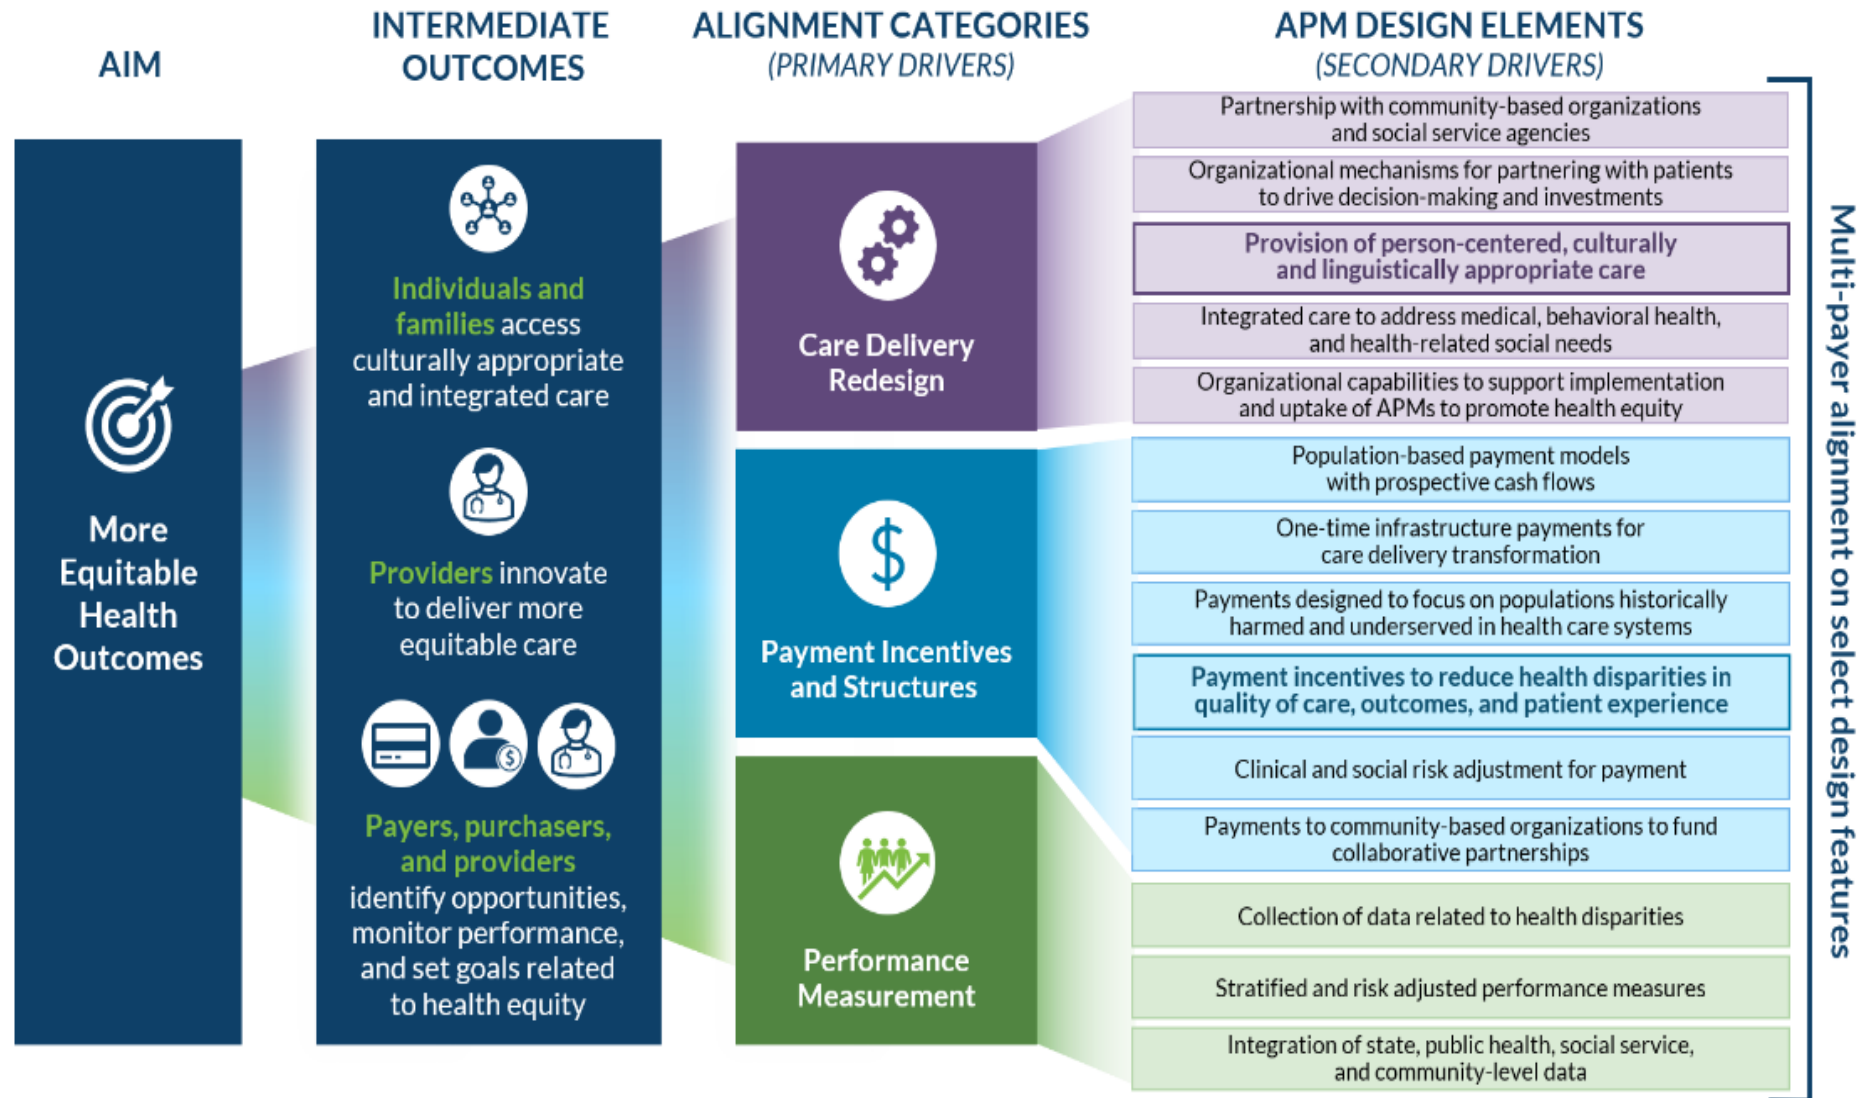 AIM
INTERMEDIATE
OUTCOMES
ALIGNMENT CATEGORIES
(PRIMARY DRIVERS)
APM DESIGN ELEMENTS
(SECONDARY DRIVERS)
More
Equitable
Health
Outcomes
Individuals and
families access
culturally appropriate
and integrated care
Providers innovate
to deliver more
equitable care
$
Payers, purchasers,
and providers
identify opportunities,
monitor performance,
and set goals related
to health equity
Care Delivery
Redesign
$
Payment Incentives
and Structures
Performance
Measurement
Partnership with community-based organizations
and social service agencies
Organizational mechanisms for partnering with patients
to drive decision-making and investments
Provision of person-centered, culturally
and linguistically appropriate care
Integrated care to address medical, behavioral health,
and health-related social needs
Organizational capabilities to support implementation
and uptake of APMs to promote health equity
Population-based payment models
with prospective cash flows
One-time infrastructure payments for
care delivery transformation
Payments designed to focus on populations historically
harmed and underserved in health care systems
Payment incentives to reduce health disparities in
quality of care, outcomes, and patient experience
Clinical and social risk adjustment for payment
Payments to community-based organizations to fund
collaborative partnerships
Collection of data related to health disparities
Stratified and risk adjusted performance measures
Integration of state, public health, social service,
and community-level data
Multi-payer alignment on select design features